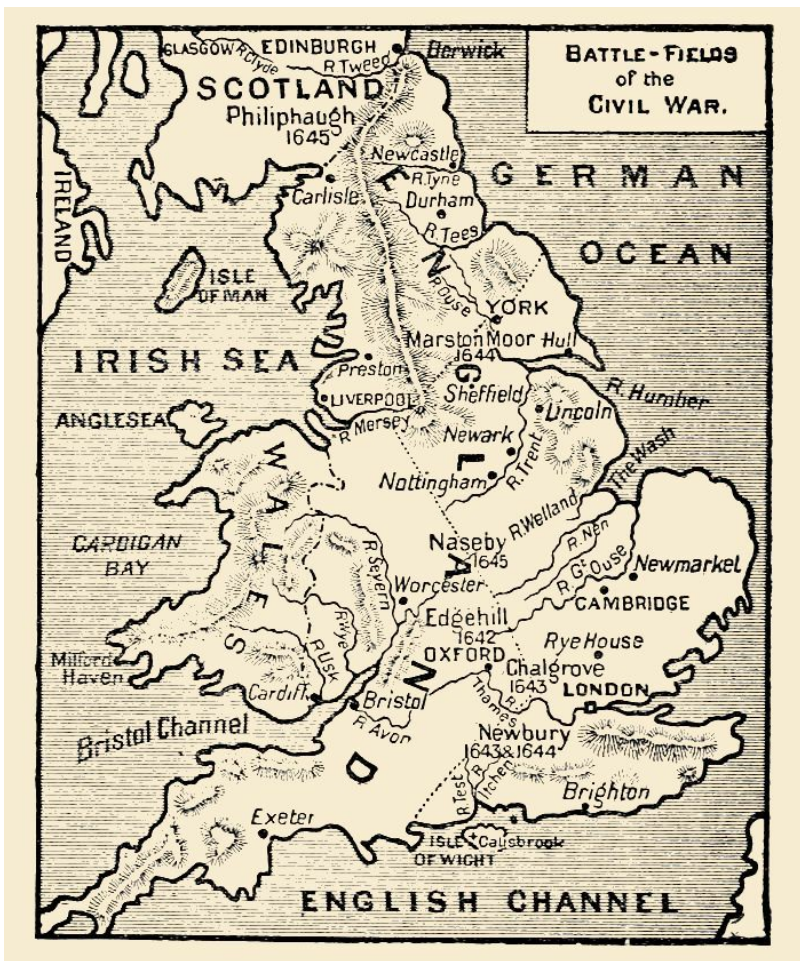 BATTLE-FIELDS
of the
CIVIL WAR.
GLASGOW
R.Clyde
EDINBURGH
Berwick
R.Tweed
SCOTLAND
Philiphaugh
1645
Newcastle
R.Tyne
Carlisle
Durham
R.Tees
GERMAN
OCEAN
IRELAND
ISLE
OF MAN
R.Ouse
YORK
Marston Moor
1644
Hull
IRISH SEA
Preston
Sheffield
LIVERPOOL
R.Mersey
Lincoln
R.Humber
ANGLESEA
Newark
R.Trent
The Wash
Nottingham
WALES
ENGLAND
R.Welland
CARDIGAN
BAY
Naseby
1645
R.Nen
R.Gt Ouse
Newmarket
R.Severn
Worcester
CAMBRIDGE
Edgehill
1642
R.Wye
R.Usk
OXFORD
Rye House
Milford
Haven
Chalgrove
1643
LONDON
Cardiff
Bristol
Thames
R.
Bristol Channel
R.Avon
Newbury
1643&1644
R.Test
R.
Itchen
Brighton
Exeter
ISLE
OF WIGHT
Calisbrook
ENGLISH CHANNEL